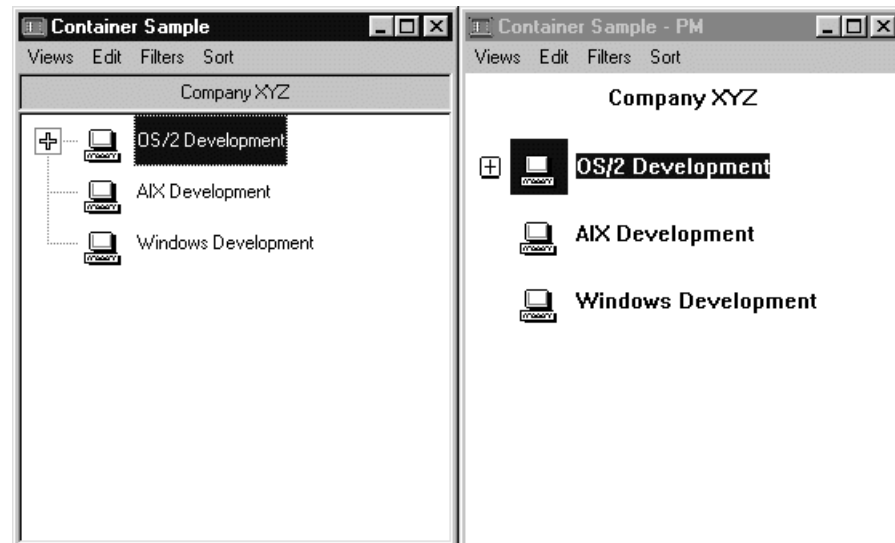 Container Sample
Views Edit Filters Sort
Company XYZ
OS/2 Development
AIX Development
Windows Development
Container Sample - PM
Views Edit Filters Sort
Company XYZ
OS/2 Development
AIX Development
Windows Development